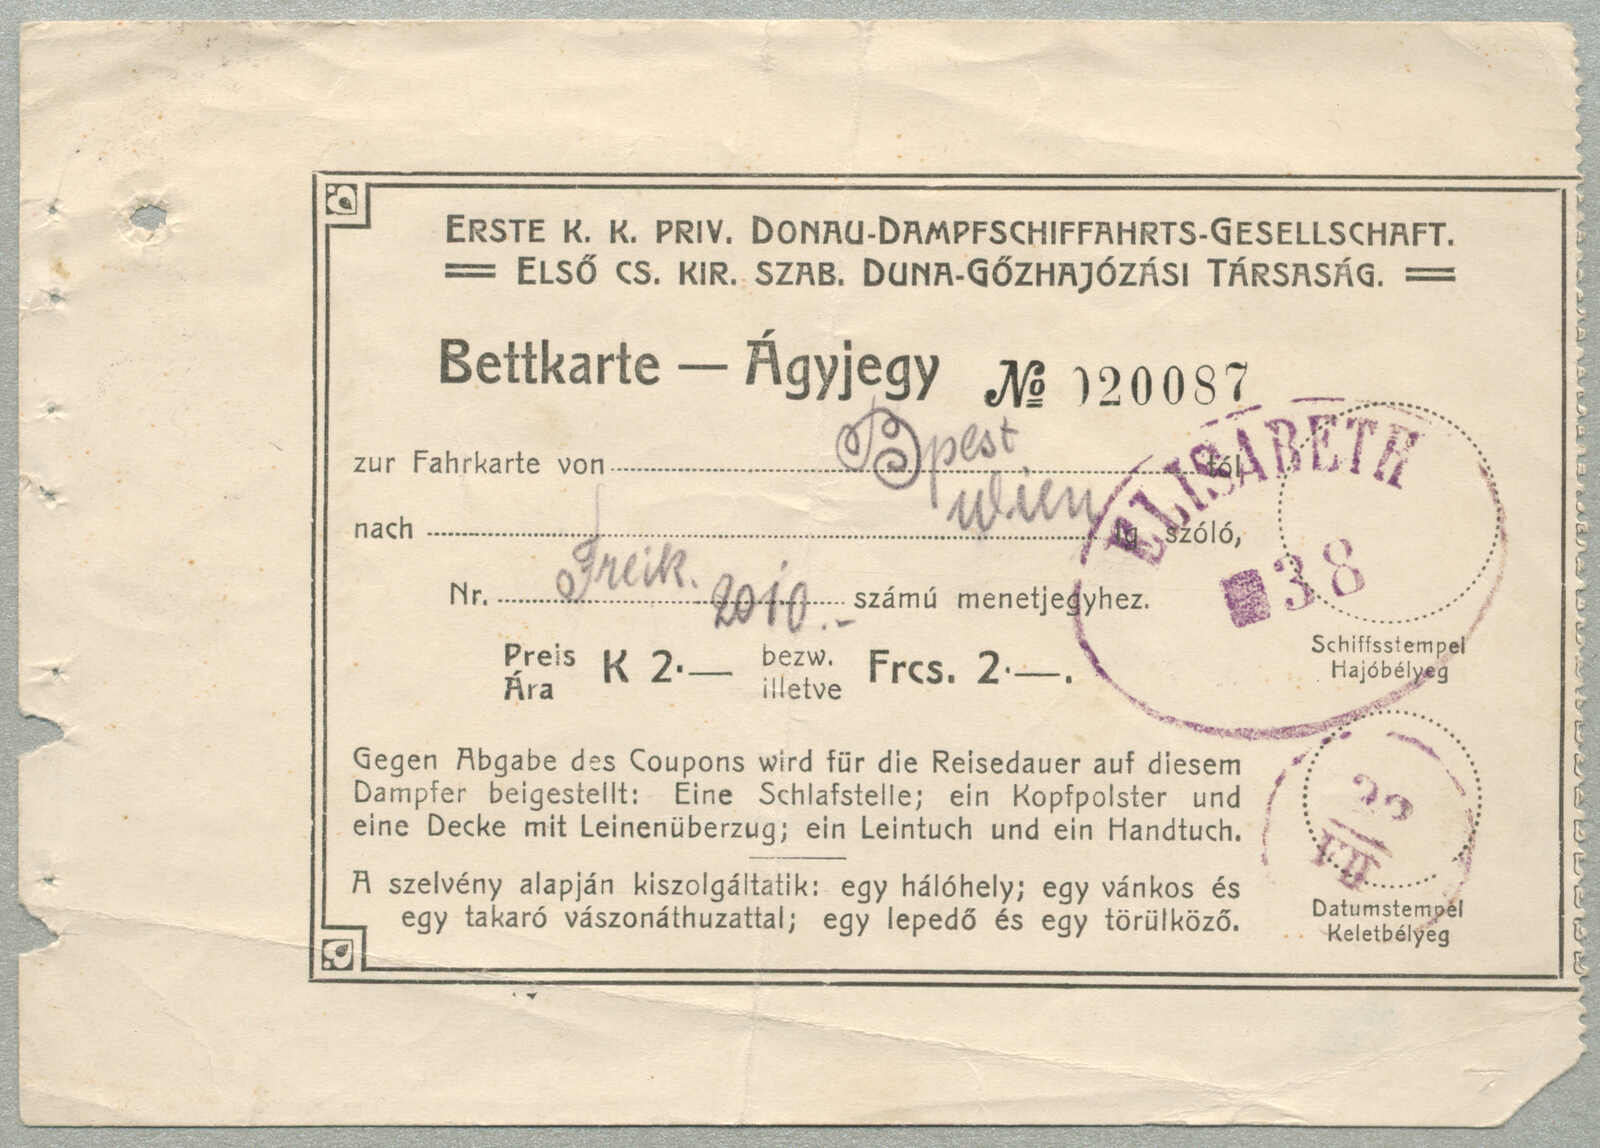 ERSTE K. K. PRIV. DONAU-DAMPFSCHIFFAHRTS-GESELLSCHAFT.
ELSŐ CS. KIR. SZAB. DUNA-GŐZHAJÓZÁSI TÁRSASÁG.
Bettkarte — Ágyjegy № 020087
zur Fahrkarte von Bpest tól
nach Wien ig szóló,
Nr. Freik. 2010.- számú menetjegyhez.
Preis Ára K 2·— bezw. illetve Frcs. 2·—.
ELISABETH
38
Schiffsstempel
Hajóbélyeg
Gegen Abgabe des Coupons wird für die Reisedauer auf diesem
Dampfer beigestellt: Eine Schlafstelle; ein Kopfpolster und
eine Decke mit Leinenüberzug; ein Leintuch und ein Handtuch.
A szelvény alapján kiszolgáltatik: egy hálóhely; egy vánkos és
egy takaró vászonáthuzattal; egy lepedő és egy törülköző.
VII
Datumstempel
Keletbélyeg